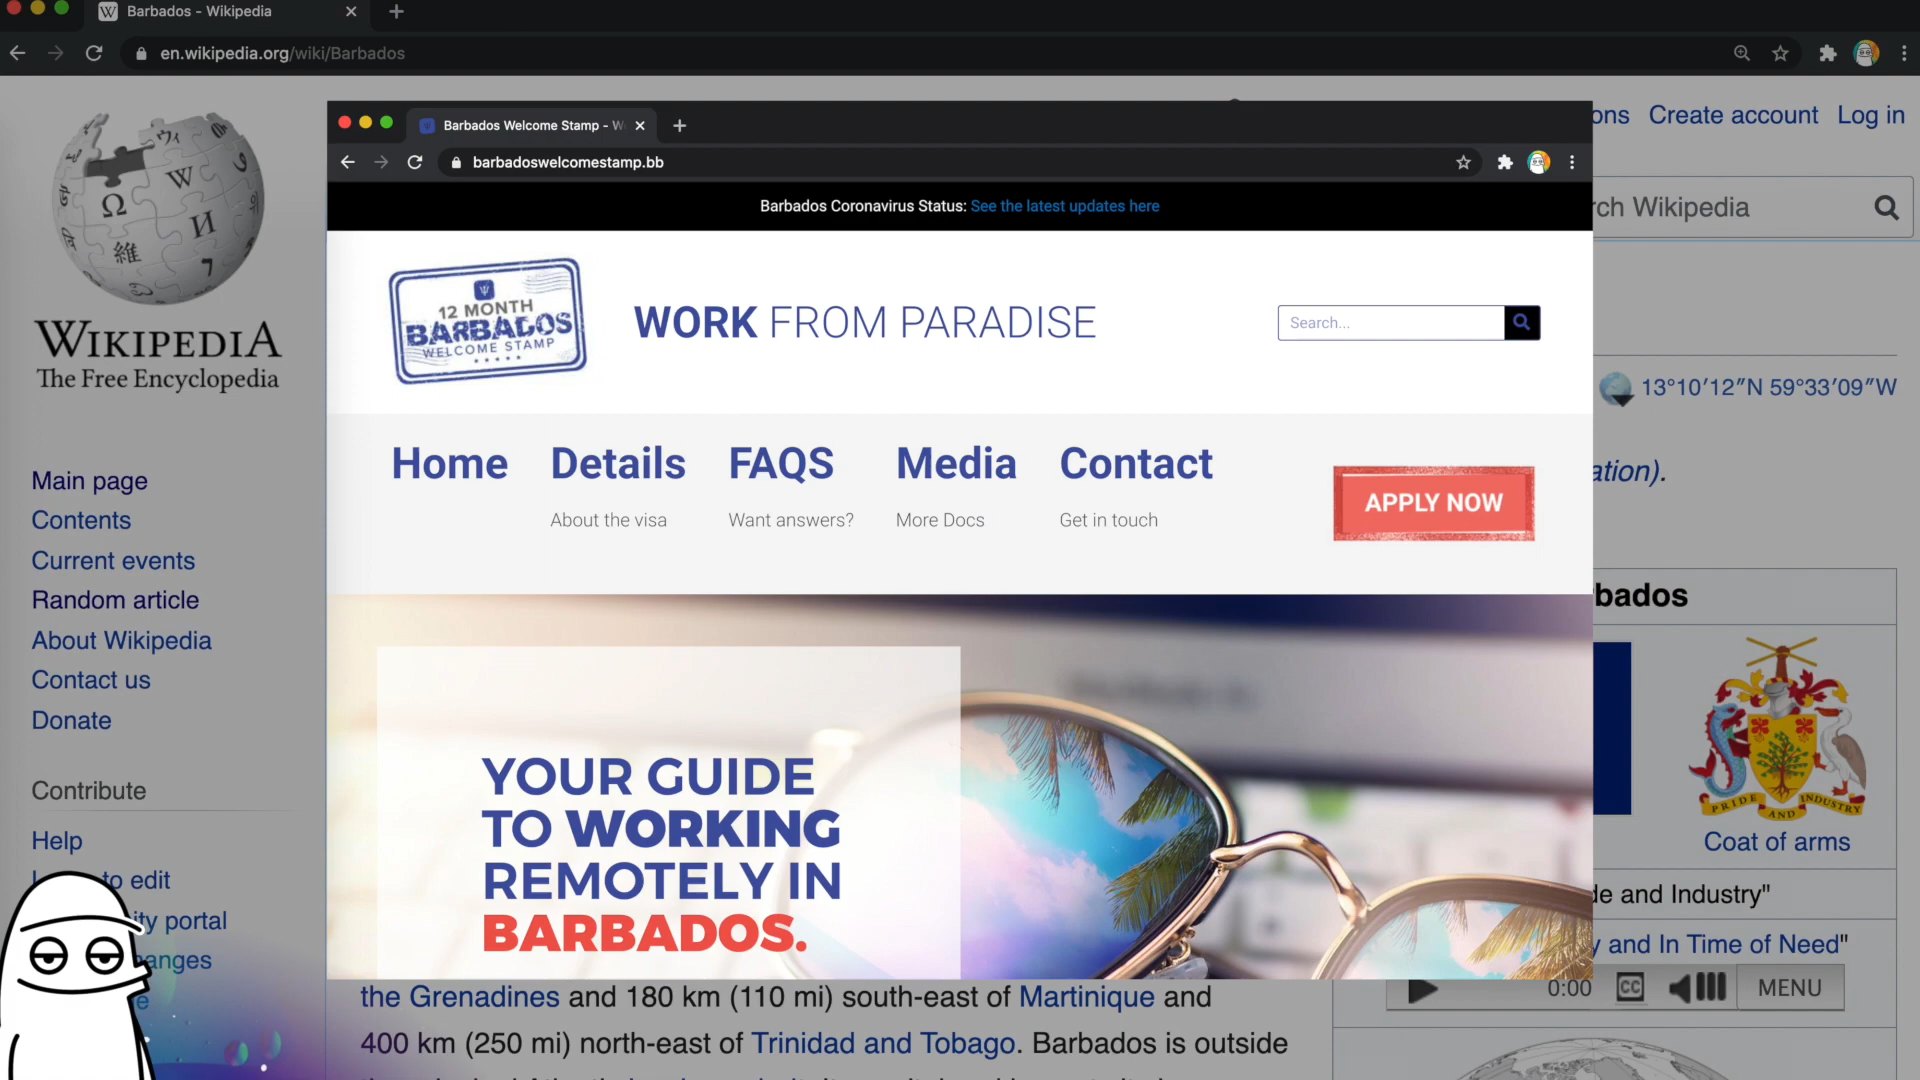 Barbados - Wikipedia
en.wikipedia.org/wiki/Barbados
Create account Log in
Wikipedia
13°10′12″N 59°33′09″W
WIKIPEDIA
The Free Encyclopedia
Main page
Contents
Current events
Random article
About Wikipedia
Contact us
Donate
Contribute
Help
to edit
portal
Barbados Welcome Stamp - W
barbadoswelcomestamp.bb
Barbados Coronavirus Status: See the latest updates here
12 MONTH
BARBADOS
WELCOME STAMP
WORK FROM PARADISE
Search...
Home Details FAQS Media Contact
About the visa Want answers? More Docs Get in touch
APPLY NOW
YOUR GUIDE
TO WORKING
REMOTELY IN
BARBADOS.
bados
PRIDE AND INDUSTRY
Coat of arms
and Industry"
and In Time of Need"
0:00 CC MENU
the Grenadines and 180 km (110 mi) south-east of Martinique and
400 km (250 mi) north-east of Trinidad and Tobago. Barbados is outside